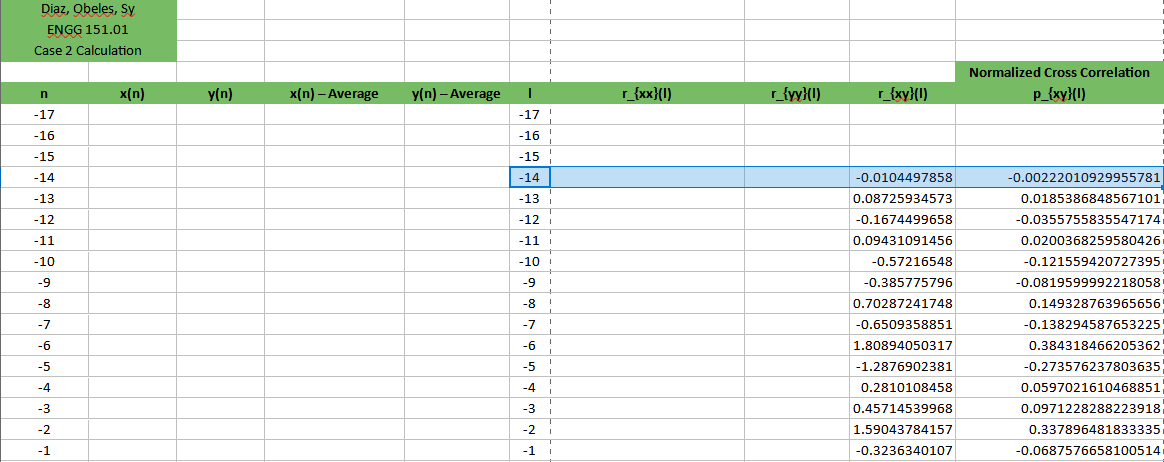 Diaz, Obeles, Sy
ENGG 151.01
Case 2 Calculation
Normalized Cross Correlation
n x(n) y(n) x(n) – Average y(n) – Average l r_{xx}(l) r_{yy}(l) r_{xy}(l) p_{xy}(l)
-17 -17
-16 -16
-15 -15
-14 -14 -0.0104497858 -0.00222010929955781
-13 -13 0.08725934573 0.0185386848567101
-12 -12 -0.1674499658 -0.0355755835547174
-11 -11 0.09431091456 0.0200368259580426
-10 -10 -0.57216548 -0.121559420727395
-9 -9 -0.385775796 -0.0819599992218058
-8 -8 0.70287241748 0.149328763965656
-7 -7 -0.6509358851 -0.138294587653225
-6 -6 1.80894050317 0.384318466205362
-5 -5 -1.2876902381 -0.273576237803635
-4 -4 0.2810108458 0.0597021610468851
-3 -3 0.45714539968 0.0971228288223918
-2 -2 1.59043784157 0.337896481833335
-1 -1 -0.3236340107 -0.0687576658100514